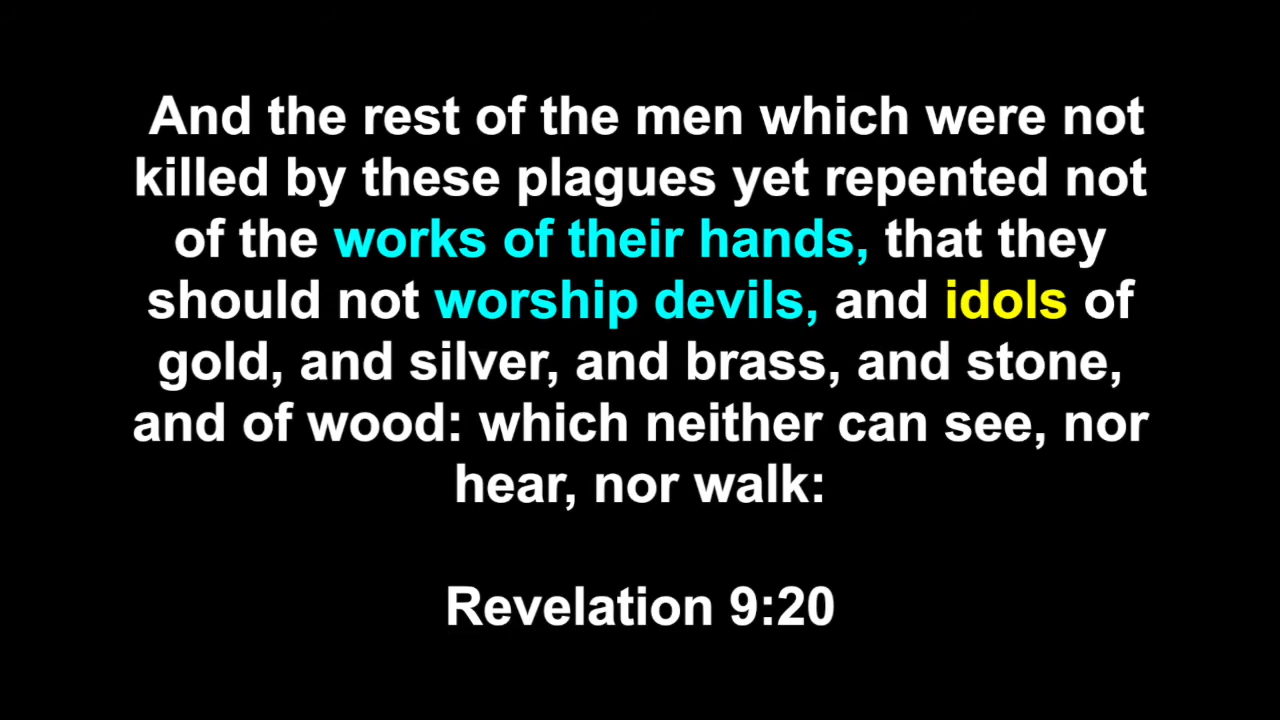 And the rest of the men which were not
killed by these plagues yet repented not
of the works of their hands, that they
should not worship devils, and idols of
gold, and silver, and brass, and stone,
and of wood: which neither can see, nor
hear, nor walk:
Revelation 9:20